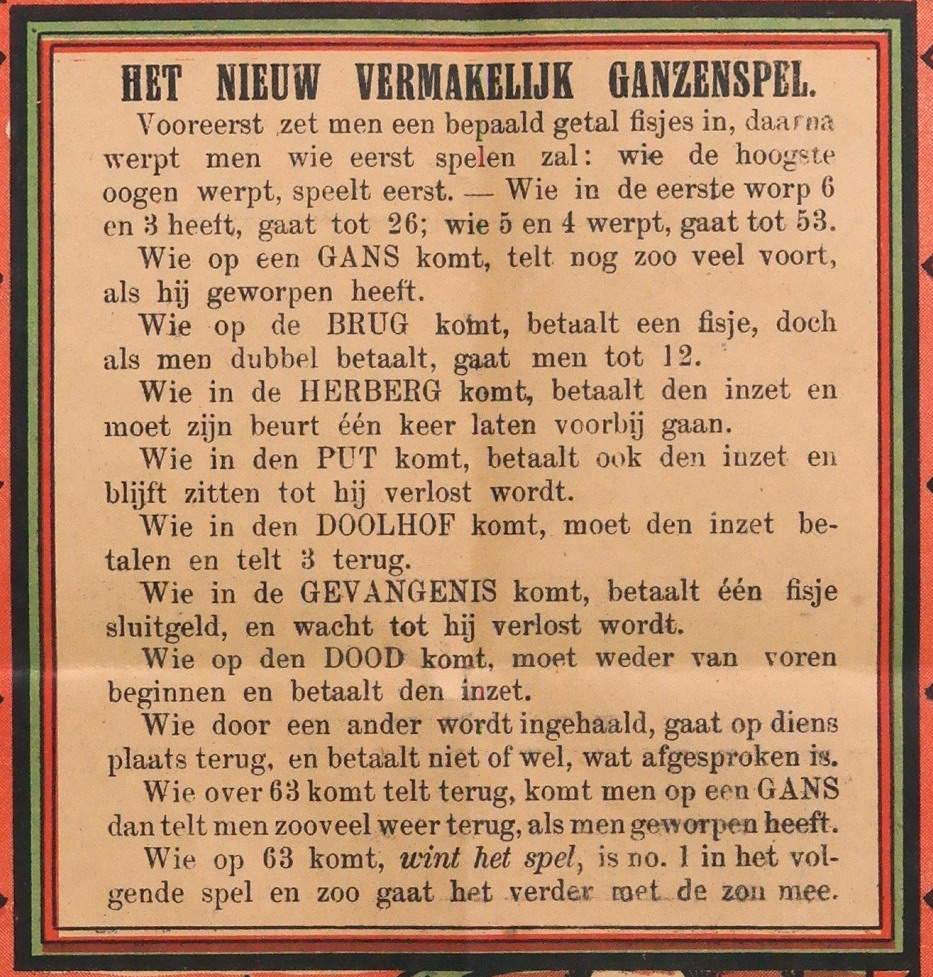 HET NIEUW VERMAKELIJK GANZENSPEL.
Vooreerst zet men een bepaald getal fisjes in, daarna
werpt men wie eerst spelen zal: wie de hoogste
oogen werpt, speelt eerst. — Wie in de eerste worp 6
en 3 heeft, gaat tot 26; wie 5 en 4 werpt, gaat tot 53.
Wie op een GANS komt, telt nog zoo veel voort,
als hij geworpen heeft.
Wie op de BRUG komt, betaalt een fisje, doch
als men dubbel betaalt, gaat men tot 12.
Wie in de HERBERG komt, betaalt den inzet en
moet zijn beurt één keer laten voorbij gaan.
Wie in den PUT komt, betaalt ook den inzet en
blijft zitten tot hij verlost wordt.
Wie in den DOOLHOF komt, moet den inzet be-
talen en telt 3 terug.
Wie in de GEVANGENIS komt, betaalt één fisje
sluitgeld, en wacht tot hij verlost wordt.
Wie op den DOOD komt, moet weder van voren
beginnen en betaalt den inzet.
Wie door een ander wordt ingehaald, gaat op diens
plaats terug, en betaalt niet of wel, wat afgesproken is.
Wie over 63 komt telt terug, komt men op een GANS
dan telt men zooveel weer terug, als men geworpen heeft.
Wie op 63 komt, wint het spel, is no. 1 in het vol-
gende spel en zoo gaat het verder met de zon mee.